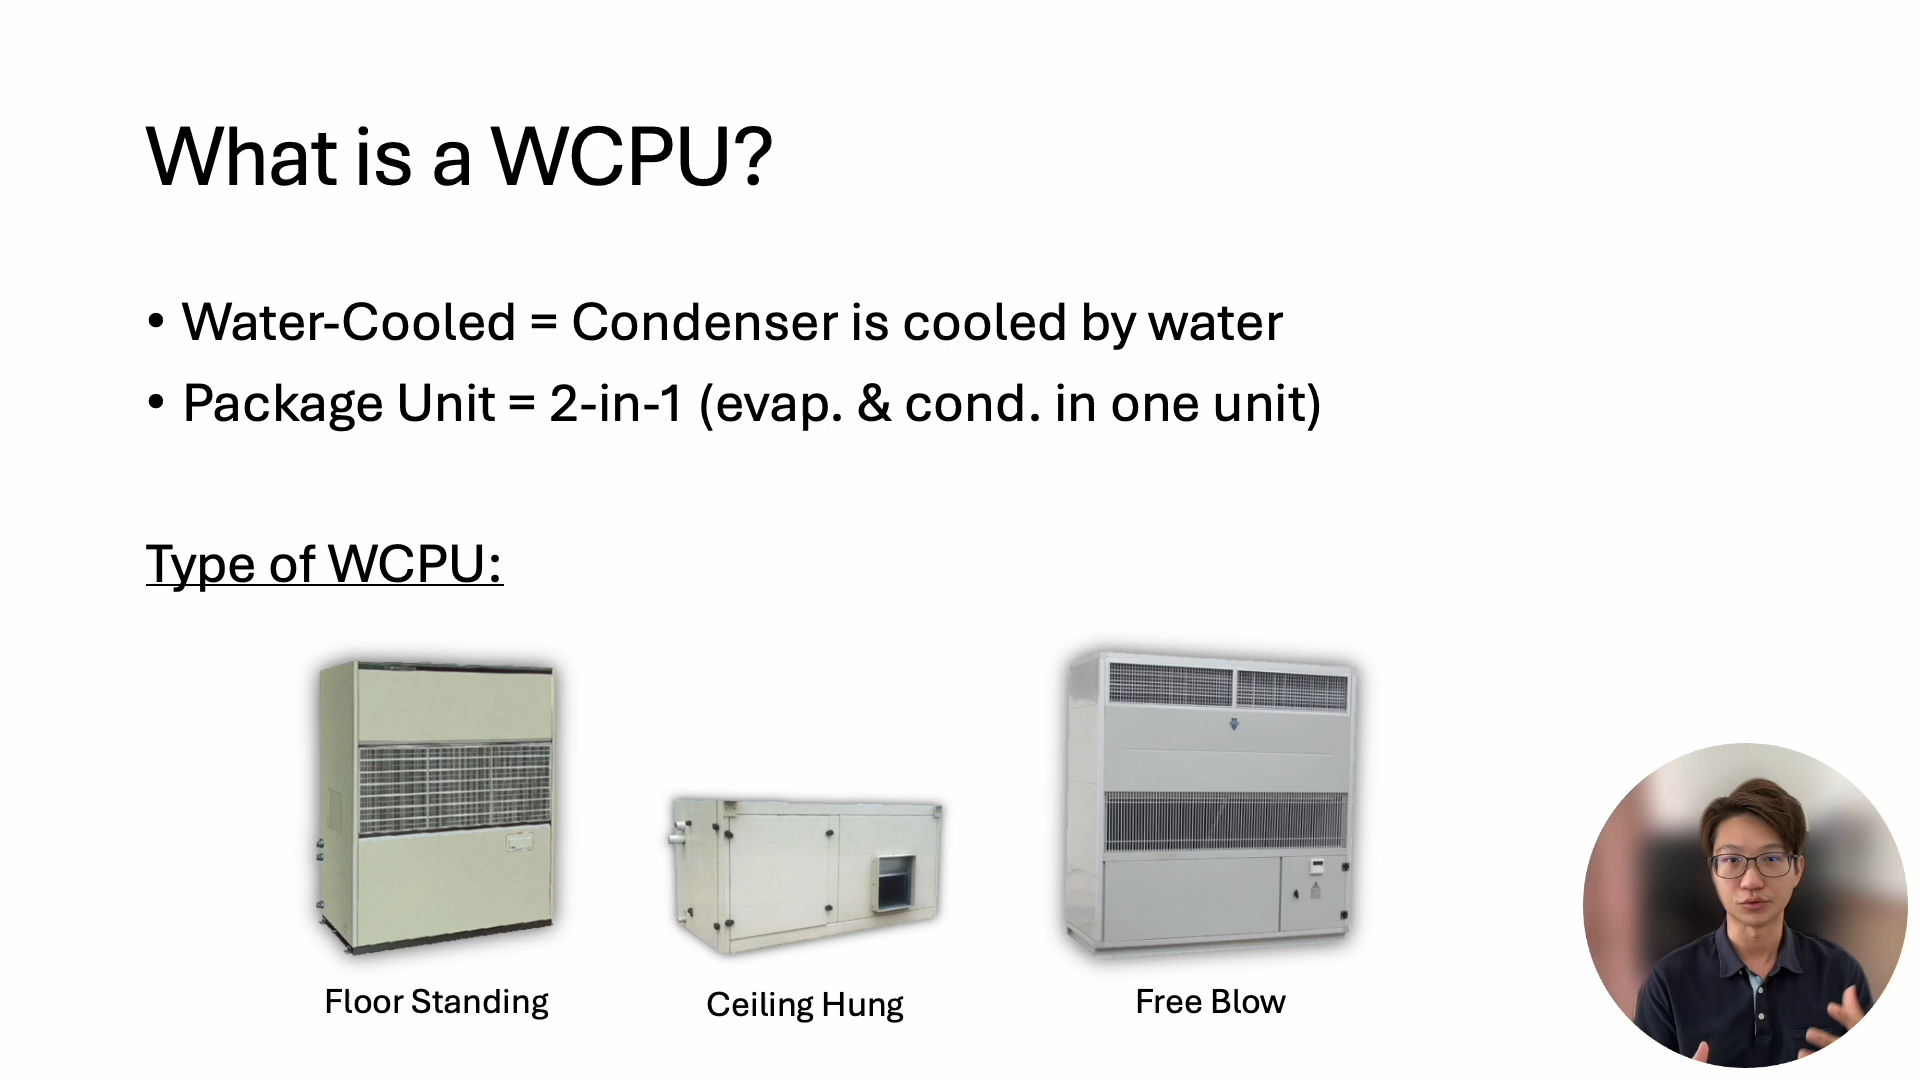 What is a WCPU?
• Water-Cooled = Condenser is cooled by water
• Package Unit = 2-in-1 (evap. & cond. in one unit)
Type of WCPU:
Floor Standing
Ceiling Hung
Free Blow